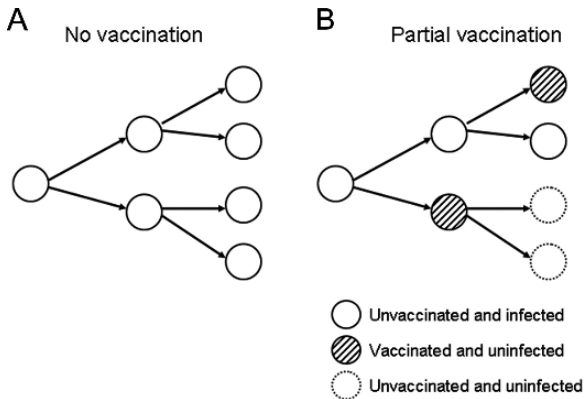 A
No vaccination
B
Partial vaccination
Unvaccinated and infected
Vaccinated and uninfected
Unvaccinated and uninfected